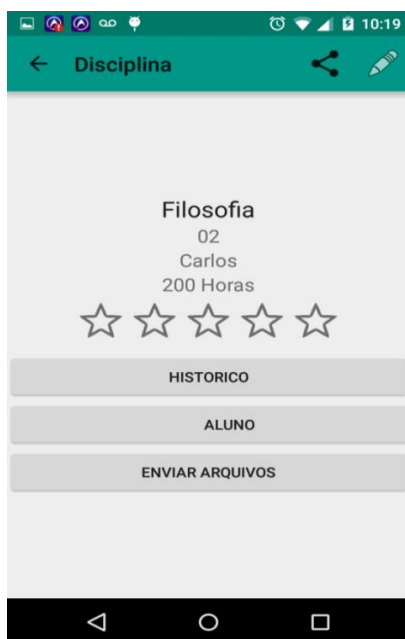 10:19
Disciplina
Filosofia
02
Carlos
200 Horas
HISTORICO
ALUNO
ENVIAR ARQUIVOS